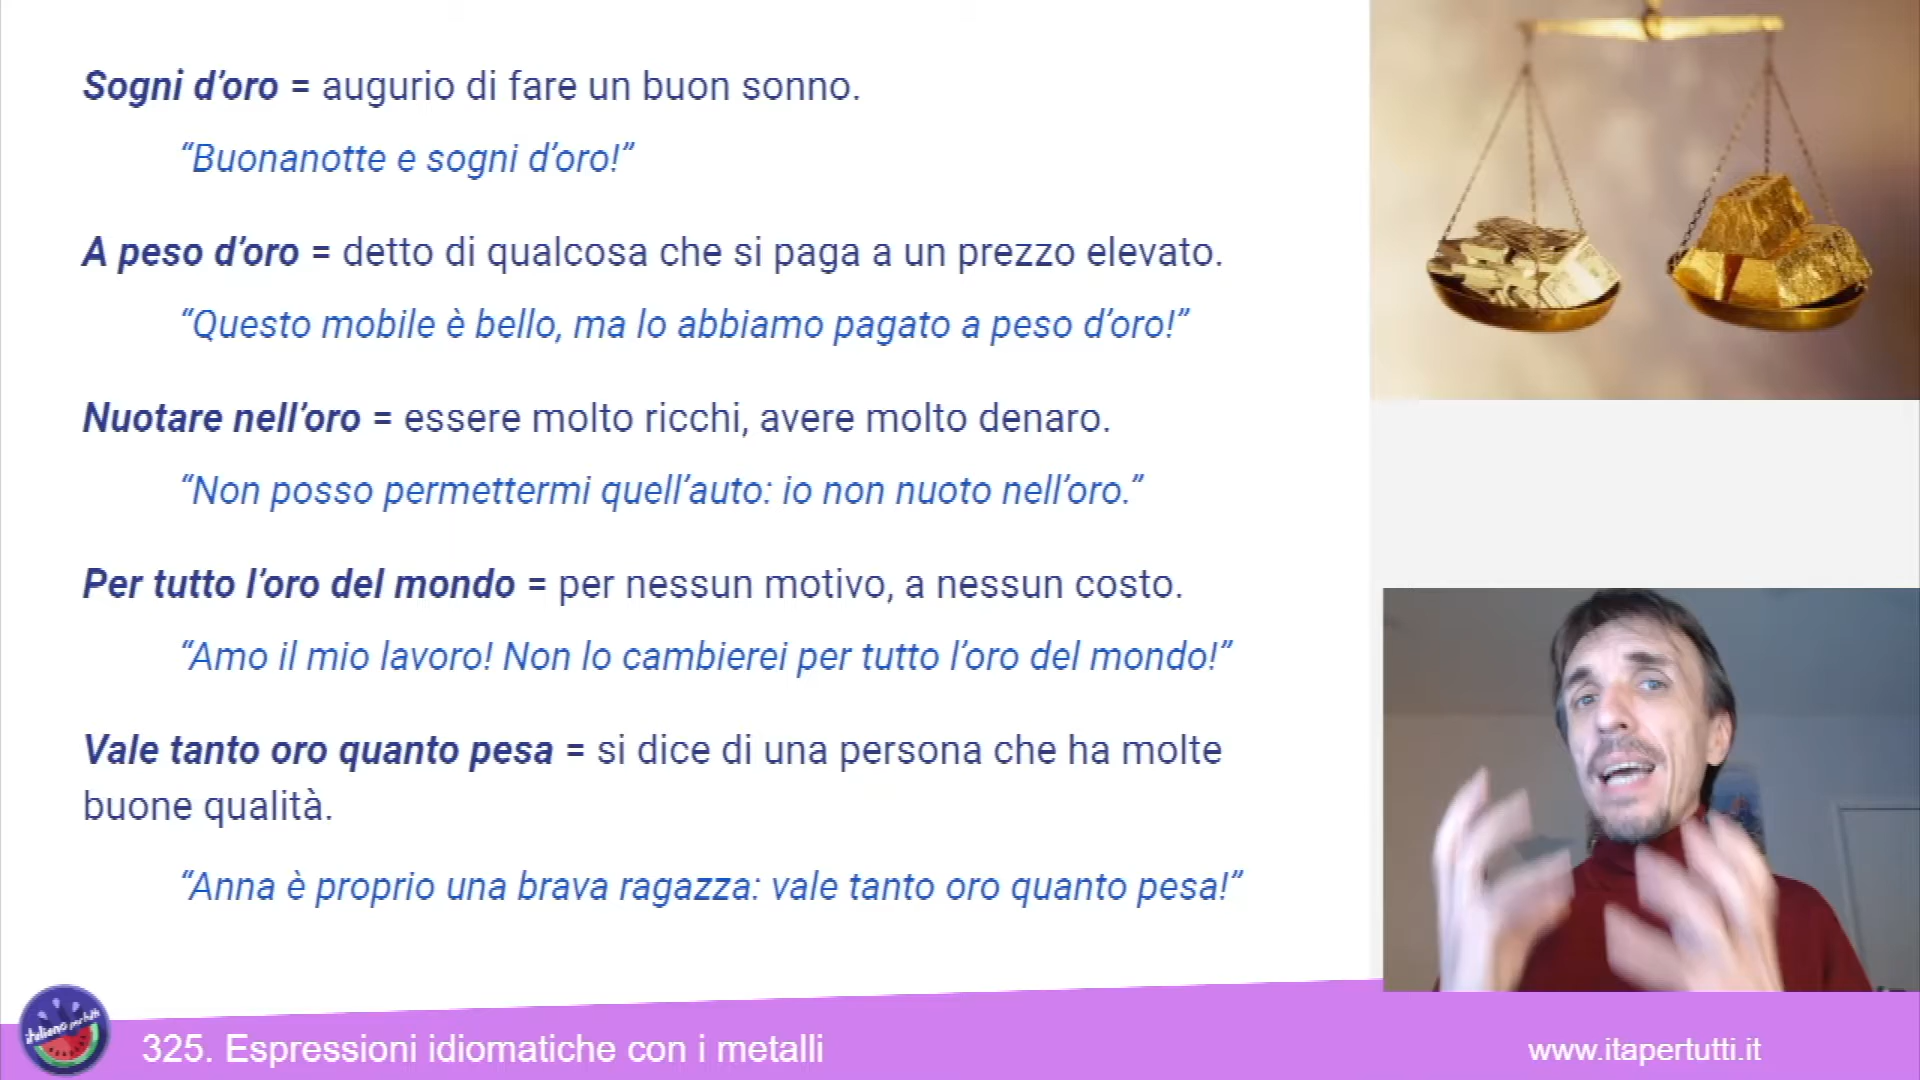 Sogni d’oro = augurio di fare un buon sonno.
“Buonanotte e sogni d’oro!”
A peso d’oro = detto di qualcosa che si paga a un prezzo elevato.
“Questo mobile è bello, ma lo abbiamo pagato a peso d’oro!”
Nuotare nell’oro = essere molto ricchi, avere molto denaro.
“Non posso permettermi quell’auto: io non nuoto nell’oro.”
Per tutto l’oro del mondo = per nessun motivo, a nessun costo.
“Amo il mio lavoro! Non lo cambierei per tutto l’oro del mondo!”
Vale tanto oro quanto pesa = si dice di una persona che ha molte
buone qualità.
“Anna è proprio una brava ragazza: vale tanto oro quanto pesa!”
italiano per tutti
325. Espressioni idiomatiche con i metalli
www.itapertutti.it